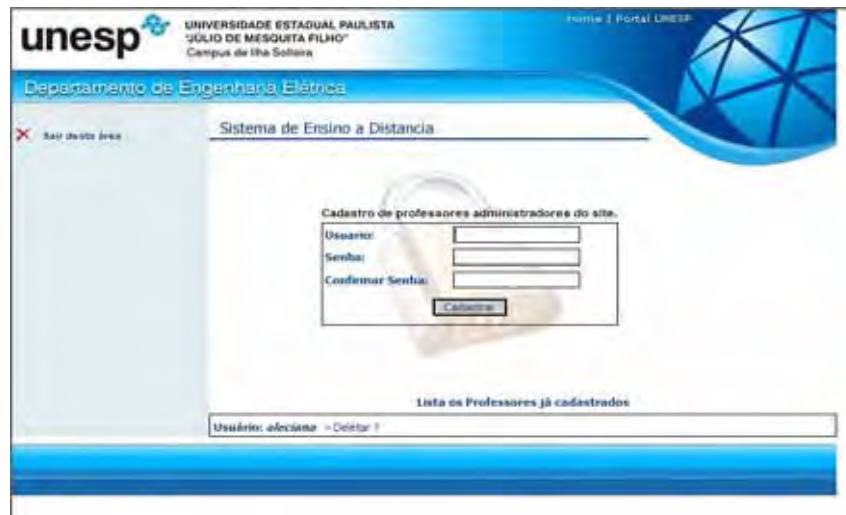 unesp
UNIVERSIDADE ESTADUAL PAULISTA
"JÚLIO DE MESQUITA FILHO"
Campus de Ilha Solteira
Home | Portal UNESP
Departamento de Engenharia Elétrica
Sair desta área
Sistema de Ensino a Distancia
Cadastro de professores administradores do site.
Usuario:
Senha:
Confirmar Senha:
Cadastrar
Lista os Professores já cadastrados
Usuário: aleciana - Deletar !